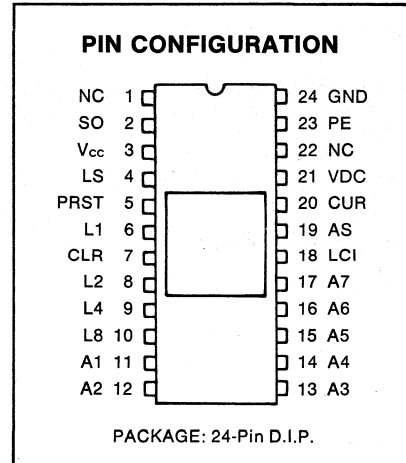 PIN CONFIGURATION
NC 1 24 GND
SO 2 23 PE
Vcc 3 22 NC
LS 4 21 VDC
PRST 5 20 CUR
L1 6 19 AS
CLR 7 18 LCI
L2 8 17 A7
L4 9 16 A6
L8 10 15 A5
A1 11 14 A4
A2 12 13 A3
PACKAGE: 24-Pin D.I.P.